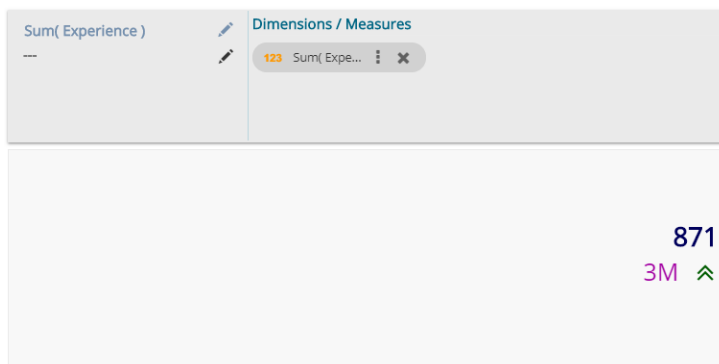 Sum( Experience )
---
Dimensions / Measures
123 Sum( Expe...
871
3M